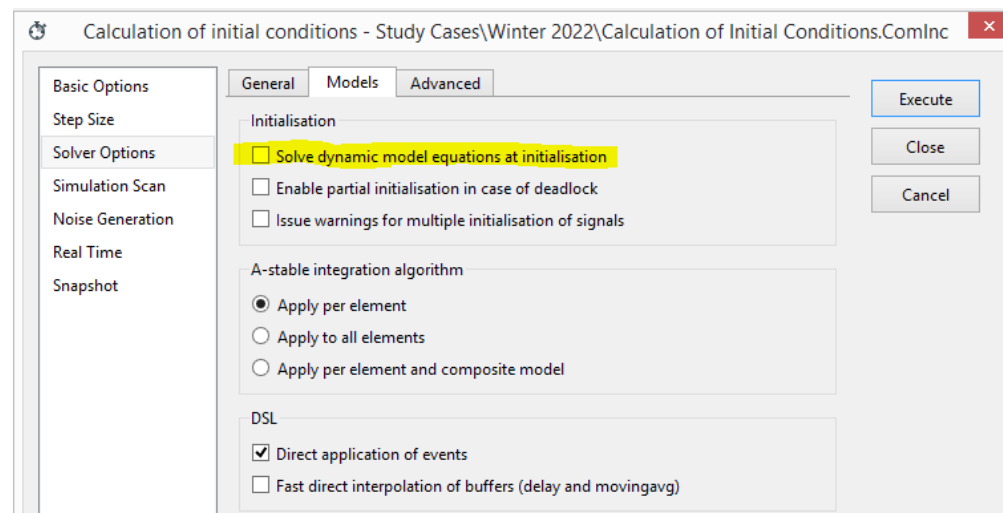 Calculation of initial conditions - Study Cases\Winter 2022\Calculation of Initial Conditions.ComInc
Basic Options
Step Size
Solver Options
Simulation Scan
Noise Generation
Real Time
Snapshot
General Models Advanced
Initialisation
Solve dynamic model equations at initialisation
Enable partial initialisation in case of deadlock
Issue warnings for multiple initialisation of signals
A-stable integration algorithm
Apply per element
Apply to all elements
Apply per element and composite model
DSL
Direct application of events
Fast direct interpolation of buffers (delay and movingavg)
Execute
Close
Cancel